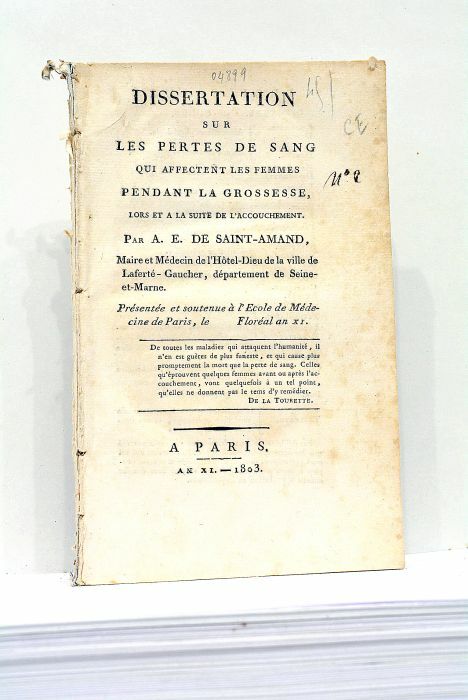 04899
45
CE
DISSERTATION
SUR
LES PERTES DE SANG
QUI AFFECTENT LES FEMMES
PENDANT LA GROSSESSE,
LORS ET A LA SUITE DE L'ACCOUCHEMENT.
PAR A. E. DE SAINT-AMAND,
Maire et Médecin de l'Hôtel-Dieu de la ville de
Laferté-Gaucher, département de Seine-
et-Marne.
Présentée et soutenue à l'Ecole de Méde-
cine de Paris, le Floréal an XI.
De toutes les maladies qui attaquent l'humanité, il
n'en est guères de plus funeste, et qui cause plus
promptement la mort que la perte de sang. Celles
qu'éprouvent quelques femmes avant ou après l'ac-
couchement, vont quelquefois à un tel point,
qu'elles ne donnent pas le tems d'y remédier.
DE LA TOURETTE.
A PARIS,
AN XI. — 1803.